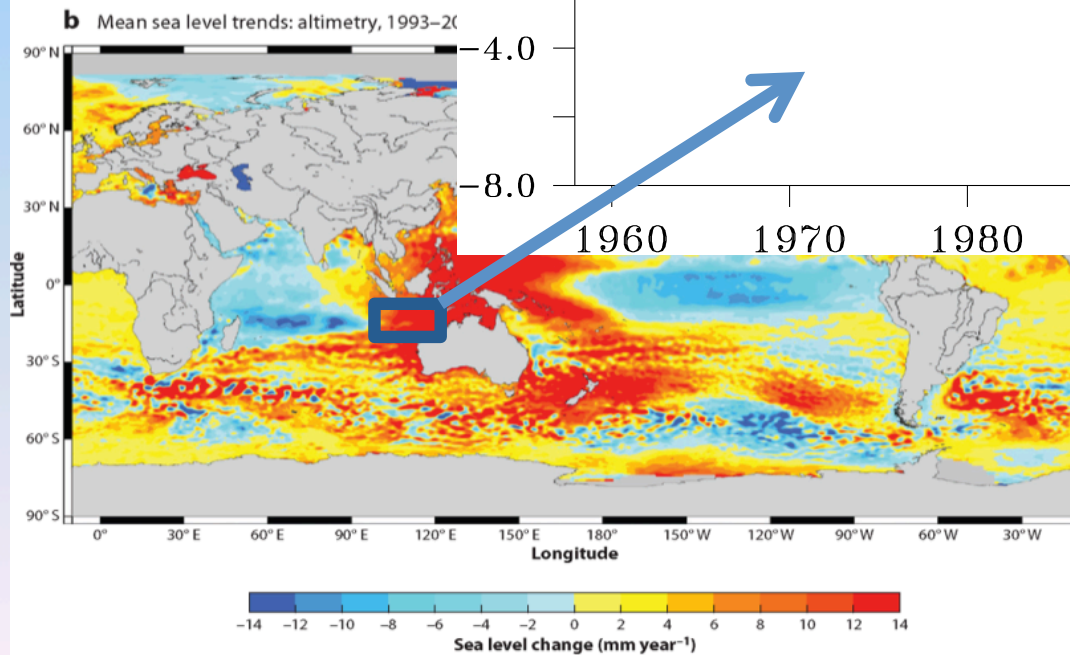 b Mean sea level trends: altimetry, 1993–20
−4.0
−8.0
1960 1970 1980
90° N
60° N
30° N
0°
30° S
60° S
90° S
Latitude
0° 30° E 60° E 90° E 120° E 150° E 180° 150° W 120° W 90° W 60° W 30° W
Longitude
−14 −12 −10 −8 −6 −4 −2 0 2 4 6 8 10 12 14
Sea level change (mm year⁻¹)